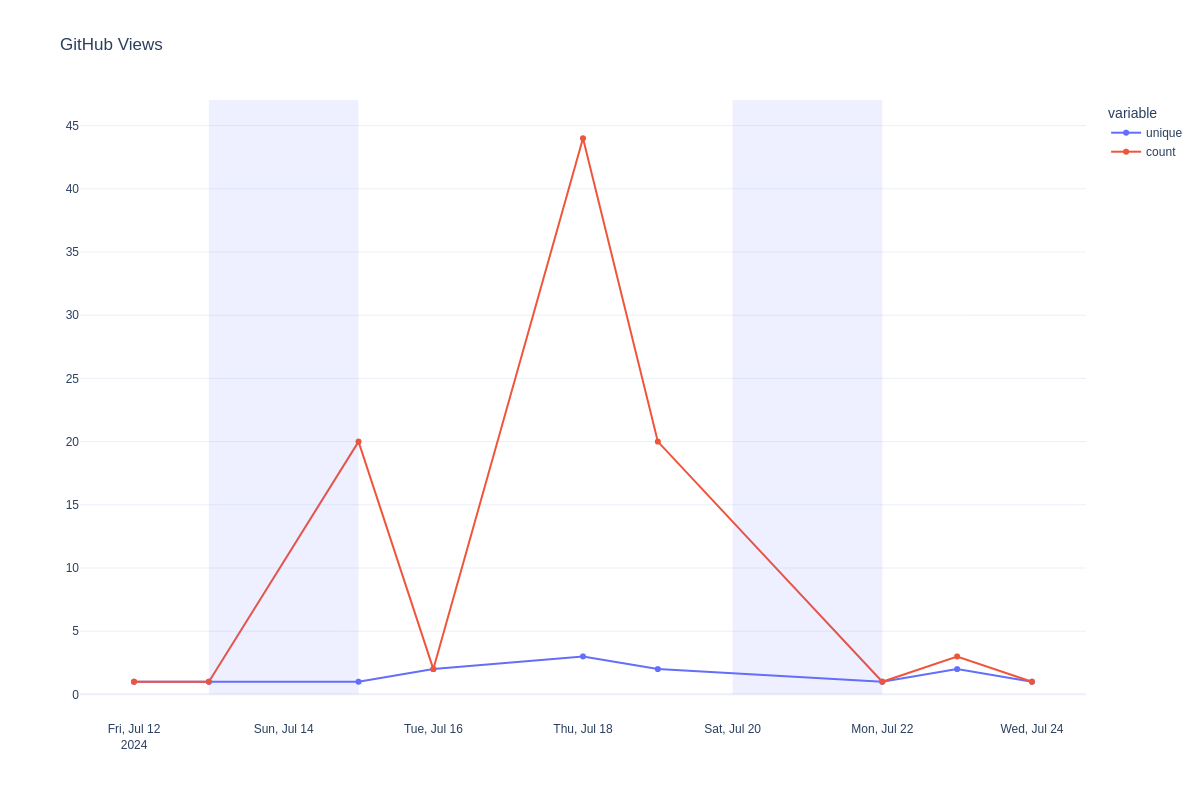 GitHub Views
variable
unique
count
45
40
35
30
25
20
15
10
5
0
Fri, Jul 12
2024
Sun, Jul 14
Tue, Jul 16
Thu, Jul 18
Sat, Jul 20
Mon, Jul 22
Wed, Jul 24